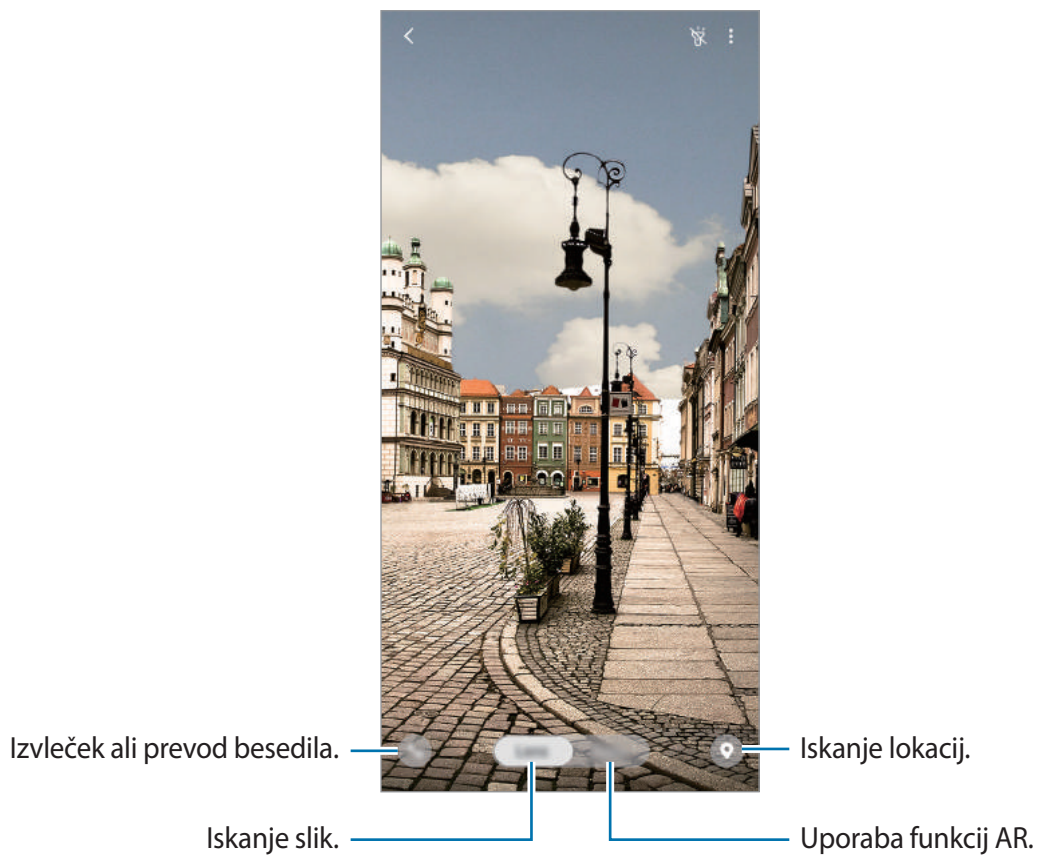 Izvleček ali prevod besedila.
Iskanje lokacij.
Iskanje slik.
Uporaba funkcij AR.